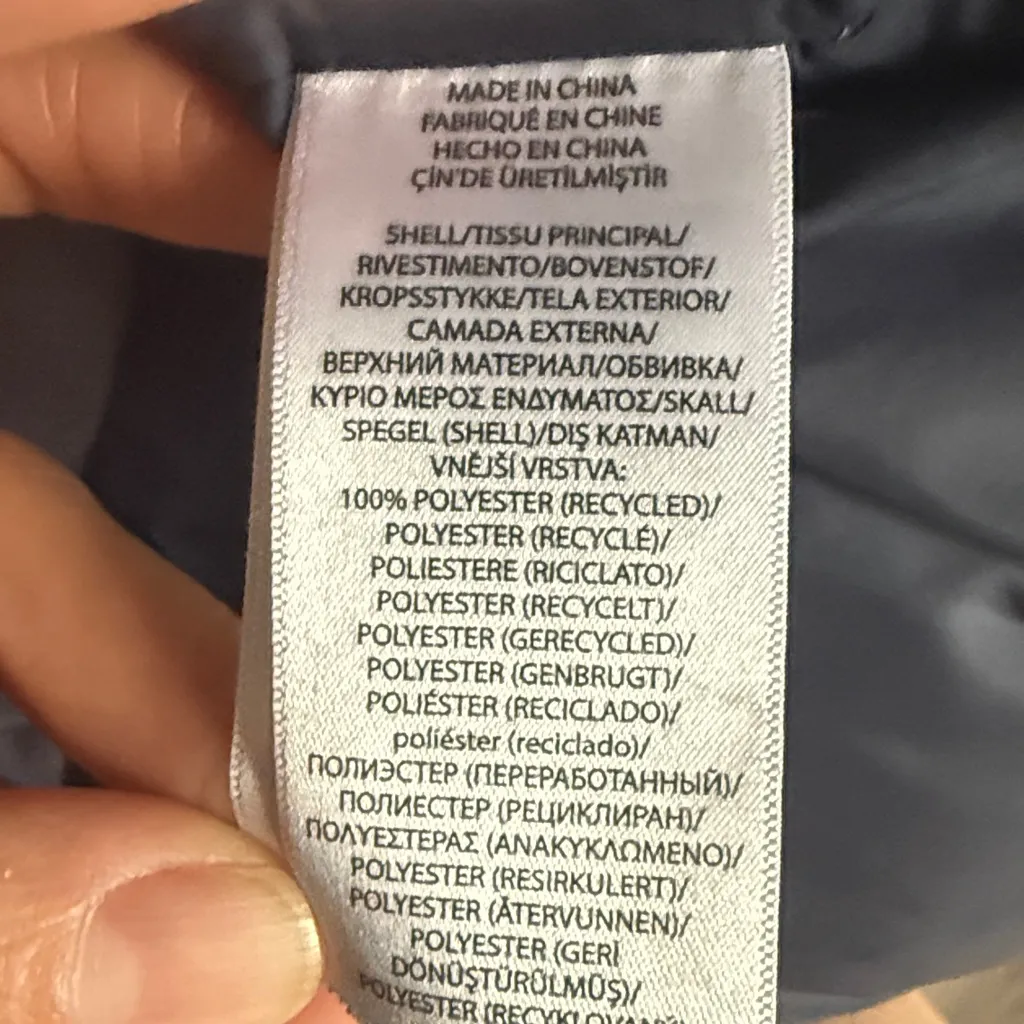 MADE IN CHINA
FABRIQUÉ EN CHINE
HECHO EN CHINA
ÇİN'DE ÜRETİLMİŞTİR
SHELL/TISSU PRINCIPAL/
RIVESTIMENTO/BOVENSTOF/
KROPSSTYKKE/TELA EXTERIOR/
CAMADA EXTERNA/
ВЕРХНИЙ МАТЕРИАЛ/ОБВИВКА/
ΚΥΡΙΟ ΜΕΡΟΣ ΕΝΔΥΜΑΤΟΣ/SKALL/
SPEGEL (SHELL)/DIŞ KATMAN/
VNĚJŠÍ VRSTVA:
100% POLYESTER (RECYCLED)/
POLYESTER (RECYCLÉ)/
POLIESTERE (RICICLATO)/
POLYESTER (RECYCELT)/
POLYESTER (GERECYCLED)/
POLYESTER (GENBRUGT)/
POLIÉSTER (RECICLADO)/
poliéster (reciclado)/
ПОЛИЭСТЕР (ПЕРЕРАБОТАННЫЙ)/
ПОЛИЕСТЕР (РЕЦИКЛИРАН)/
ΠΟΛΥΕΣΤΕΡΑΣ (ΑΝΑΚΥΚΛΩΜΕΝΟ)/
POLYESTER (RESIRKULERT)/
POLYESTER (ÅTERVUNNEN)/
POLYESTER (GERİ
DÖNÜŞTÜRÜLMÜŞ)/
POLYESTER (RECYKLOVANÝ)/